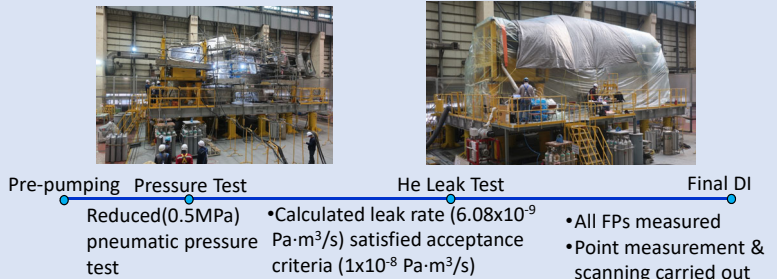 Pre-pumping Pressure Test He Leak Test Final DI
Reduced(0.5MPa)
pneumatic pressure
test
•Calculated leak rate (6.08x10⁻⁹
Pa·m³/s) satisfied acceptance
criteria (1x10⁻⁸ Pa·m³/s)
•All FPs measured
•Point measurement &
scanning carried out